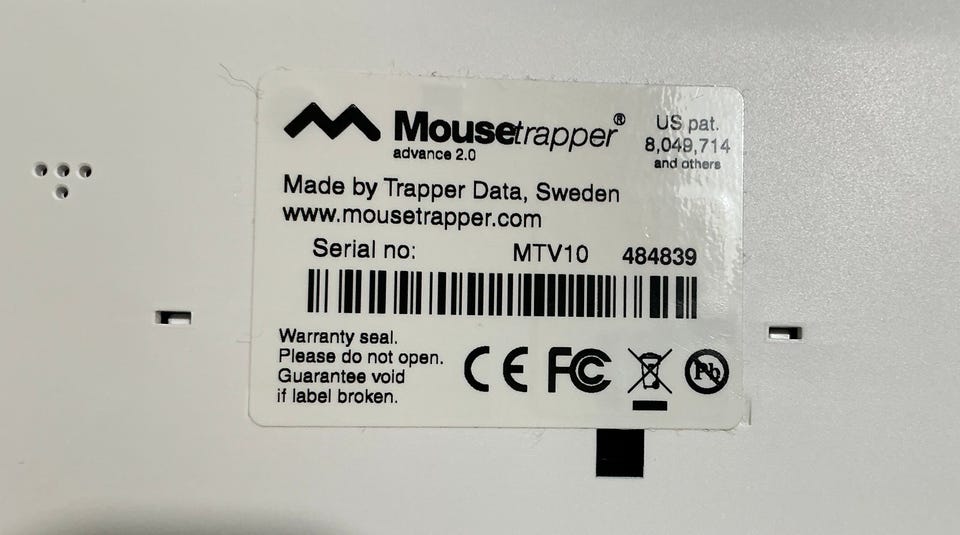 Mousetrapper®
advance 2.0
US pat.
8,049,714
and others
Made by Trapper Data, Sweden
www.mousetrapper.com
Serial no: MTV10 484839
Warranty seal.
Please do not open.
Guarantee void
if label broken.
CE FC Pb